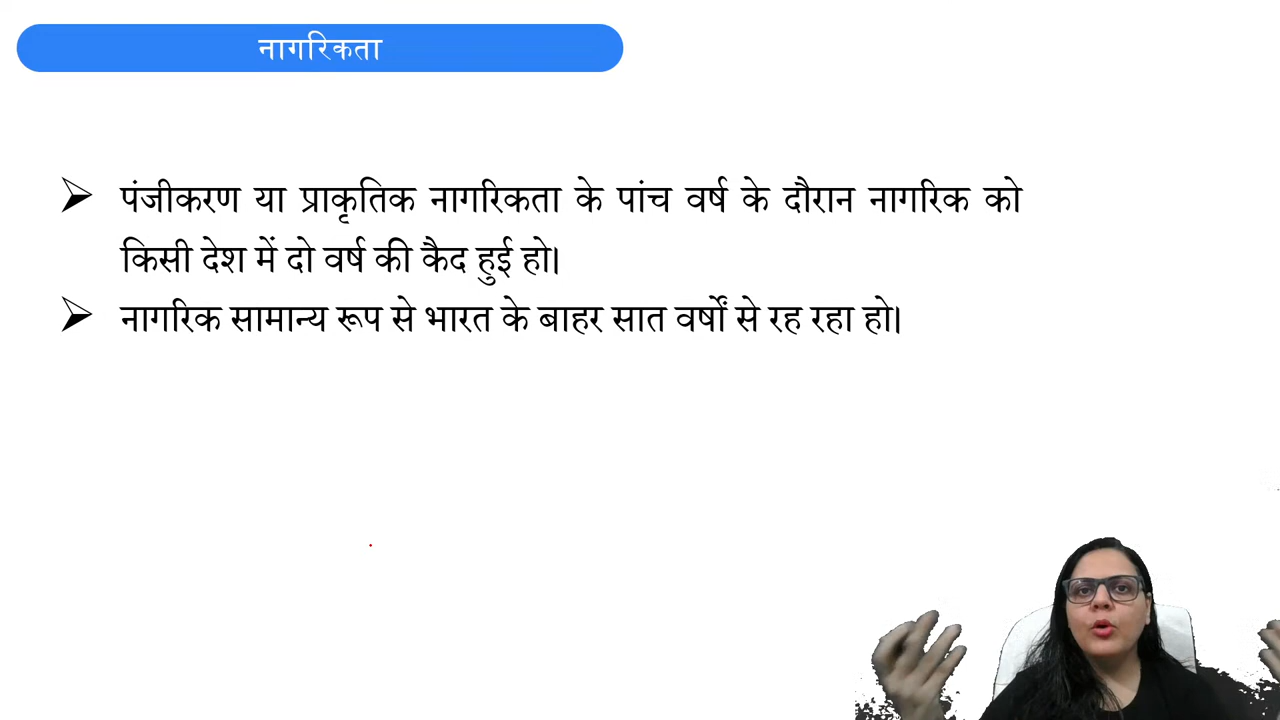 नागरिकता
पंजीकरण या प्राकृतिक नागरिकता के पांच वर्ष के दौरान नागरिक को
किसी देश में दो वर्ष की कैद हुई हो।
नागरिक सामान्य रूप से भारत के बाहर सात वर्षों से रह रहा हो।